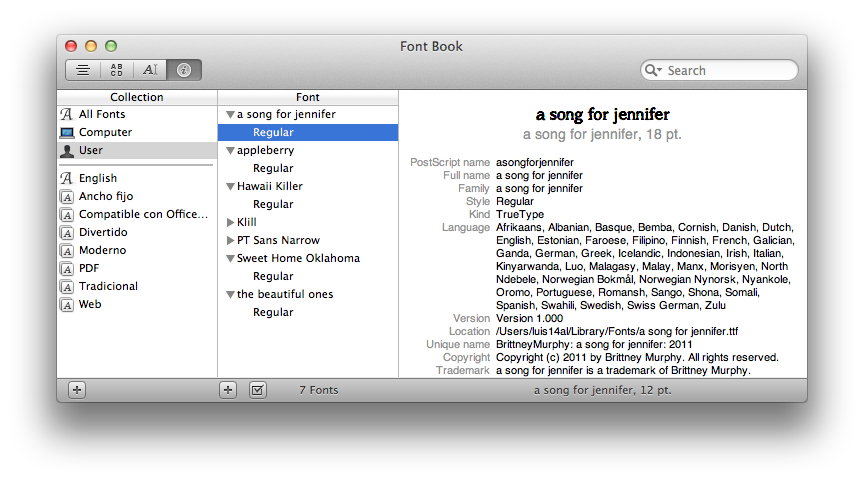 Font Book
AB
CD
A
Search
Collection
All Fonts
Computer
User
English
Ancho fijo
Compatible con Office...
Divertido
Moderno
PDF
Tradicional
Web
Font
a song for jennifer
Regular
appleberry
Regular
Hawaii Killer
Regular
Klill
PT Sans Narrow
Sweet Home Oklahoma
Regular
the beautiful ones
Regular
a song for jennifer
a song for jennifer, 18 pt.
PostScript name asongforjennifer
Full name a song for jennifer
Family a song for jennifer
Style Regular
Kind TrueType
Language Afrikaans, Albanian, Basque, Bemba, Cornish, Danish, Dutch,
English, Estonian, Faroese, Filipino, Finnish, French, Galician,
Ganda, German, Greek, Icelandic, Indonesian, Irish, Italian,
Kinyarwanda, Luo, Malagasy, Malay, Manx, Morisyen, North
Ndebele, Norwegian Bokmål, Norwegian Nynorsk, Nyankole,
Oromo, Portuguese, Romansh, Sango, Shona, Somali,
Spanish, Swahili, Swedish, Swiss German, Zulu
Version Version 1.000
Location /Users/luis14al/Library/Fonts/a song for jennifer.ttf
Unique name BrittneyMurphy: a song for jennifer: 2011
Copyright Copyright (c) 2011 by Brittney Murphy. All rights reserved.
Trademark a song for jennifer is a trademark of Brittney Murphy.
7 Fonts
a song for jennifer, 12 pt.